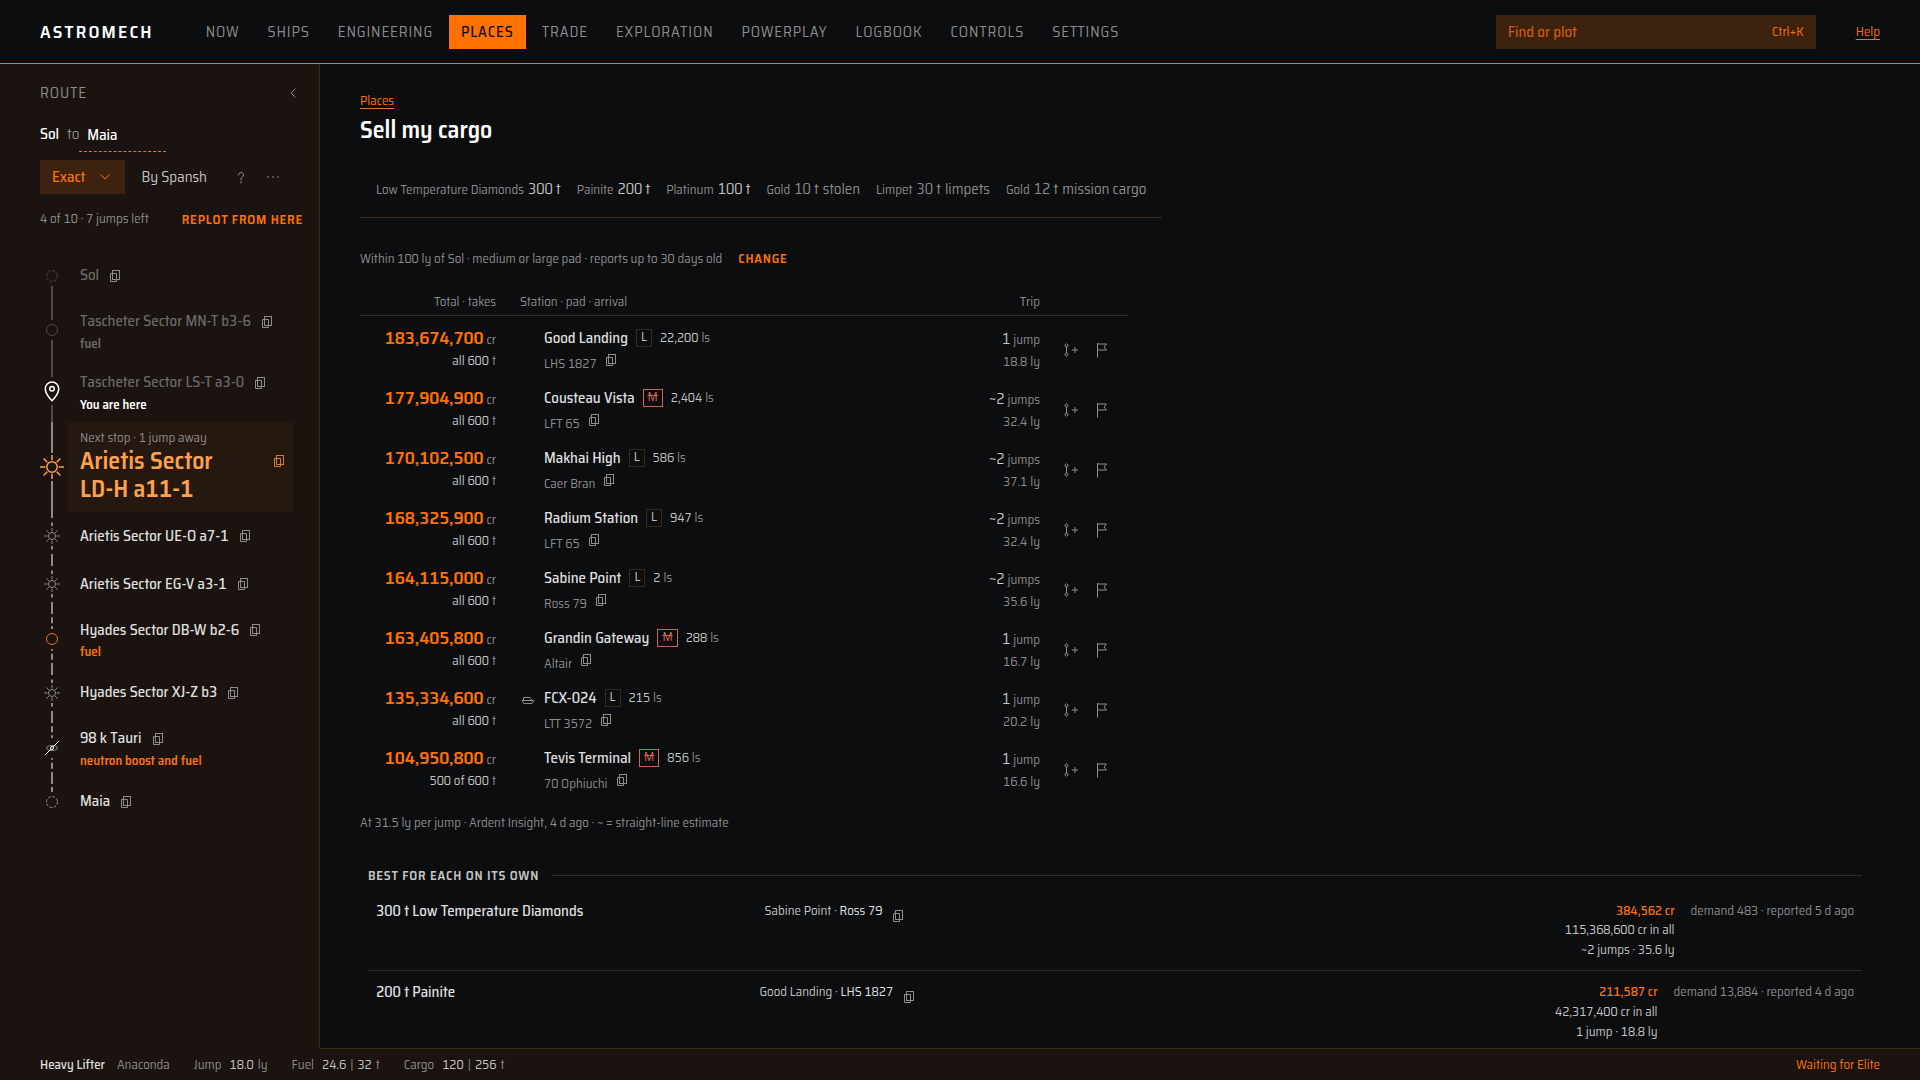 ASTROMECH
NOW SHIPS ENGINEERING PLACES TRADE EXPLORATION POWERPLAY LOGBOOK CONTROLS SETTINGS
Find or plot Ctrl+K
Help
ROUTE
Sol to Maia
Exact By Spansh ? ···
4 of 10 · 7 jumps left REPLOT FROM HERE
Sol
Tascheter Sector MN-T b3-6
fuel
Tascheter Sector LS-T a3-0
You are here
Next stop · 1 jump away
Arietis Sector
LD-H a11-1
Arietis Sector UE-O a7-1
Arietis Sector EG-V a3-1
Hyades Sector DB-W b2-6
fuel
Hyades Sector XJ-Z b3
98 k Tauri
neutron boost and fuel
Maia
Places
Sell my cargo
Low Temperature Diamonds 300 t Painite 200 t Platinum 100 t Gold 10 t stolen Limpet 30 t limpets Gold 12 t mission cargo
Within 100 ly of Sol · medium or large pad · reports up to 30 days old CHANGE
Total · takes Station · pad · arrival Trip
183,674,700 cr Good Landing L 22,200 ls 1 jump
all 600 t LHS 1827 18.8 ly
177,904,900 cr Cousteau Vista M 2,404 ls ~2 jumps
all 600 t LFT 65 32.4 ly
170,102,500 cr Makhai High L 586 ls ~2 jumps
all 600 t Caer Bran 37.1 ly
168,325,900 cr Radium Station L 947 ls ~2 jumps
all 600 t LFT 65 32.4 ly
164,115,000 cr Sabine Point L 2 ls ~2 jumps
all 600 t Ross 79 35.6 ly
163,405,800 cr Grandin Gateway M 288 ls 1 jump
all 600 t Altair 16.7 ly
135,334,600 cr FCX-024 L 215 ls 1 jump
all 600 t LTT 3572 20.2 ly
104,950,800 cr Tevis Terminal M 856 ls 1 jump
500 of 600 t 70 Ophiuchi 16.6 ly
At 31.5 ly per jump · Ardent Insight, 4 d ago · ~ = straight-line estimate
BEST FOR EACH ON ITS OWN
300 t Low Temperature Diamonds Sabine Point · Ross 79 384,562 cr demand 483 · reported 5 d ago
115,368,600 cr in all
~2 jumps · 35.6 ly
200 t Painite Good Landing · LHS 1827 211,587 cr demand 13,884 · reported 4 d ago
42,317,400 cr in all
1 jump · 18.8 ly
Heavy Lifter Anaconda Jump 18.0 ly Fuel 24.6 | 32 t Cargo 120 | 256 t
Waiting for Elite